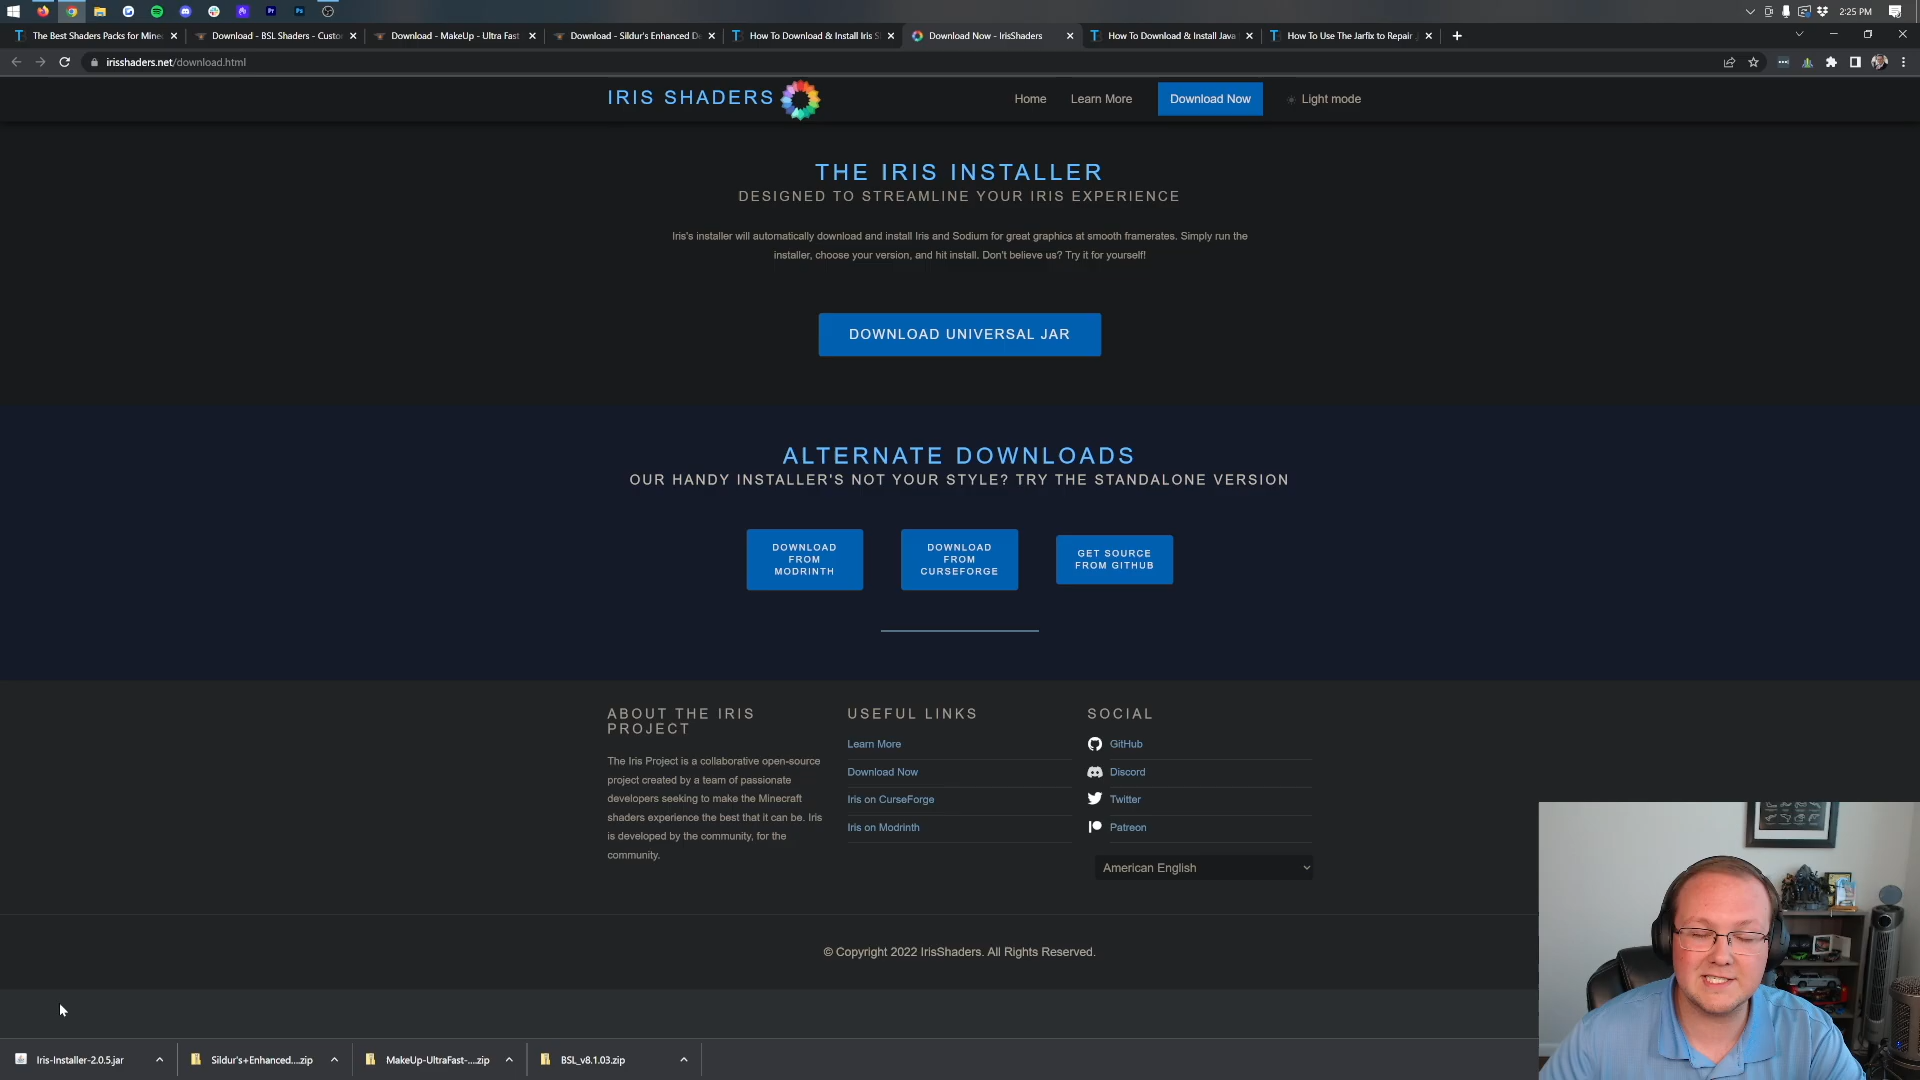 2:25 PM
The Best Shaders Packs for Mine
Download - BSL Shaders - Custo
Download - MakeUp - Ultra Fast
Download - Sildur's Enhanced De
How To Download & Install Iris S
Download Now - IrisShaders
How To Download & Install Java
How To Use The Jarfix to Repair
irisshaders.net/download.html
IRIS SHADERS
Home
Learn More
Download Now
Light mode
THE IRIS INSTALLER
DESIGNED TO STREAMLINE YOUR IRIS EXPERIENCE
Iris's installer will automatically download and install Iris and Sodium for great graphics at smooth framerates. Simply run the
installer, choose your version, and hit install. Don't believe us? Try it for yourself!
DOWNLOAD UNIVERSAL JAR
ALTERNATE DOWNLOADS
OUR HANDY INSTALLER'S NOT YOUR STYLE? TRY THE STANDALONE VERSION
DOWNLOAD
FROM
MODRINTH
DOWNLOAD
FROM
CURSEFORGE
GET SOURCE
FROM GITHUB
ABOUT THE IRIS
PROJECT
The Iris Project is a collaborative open-source
project created by a team of passionate
developers seeking to make the Minecraft
shaders experience the best that it can be. Iris
is developed by the community, for the
community.
USEFUL LINKS
Learn More
Download Now
Iris on CurseForge
Iris on Modrinth
SOCIAL
GitHub
Discord
Twitter
Patreon
American English
© Copyright 2022 IrisShaders. All Rights Reserved.
Iris-Installer-2.0.5.jar
Sildur's+Enhanced....zip
MakeUp-UltraFast-....zip
BSL_v8.1.03.zip